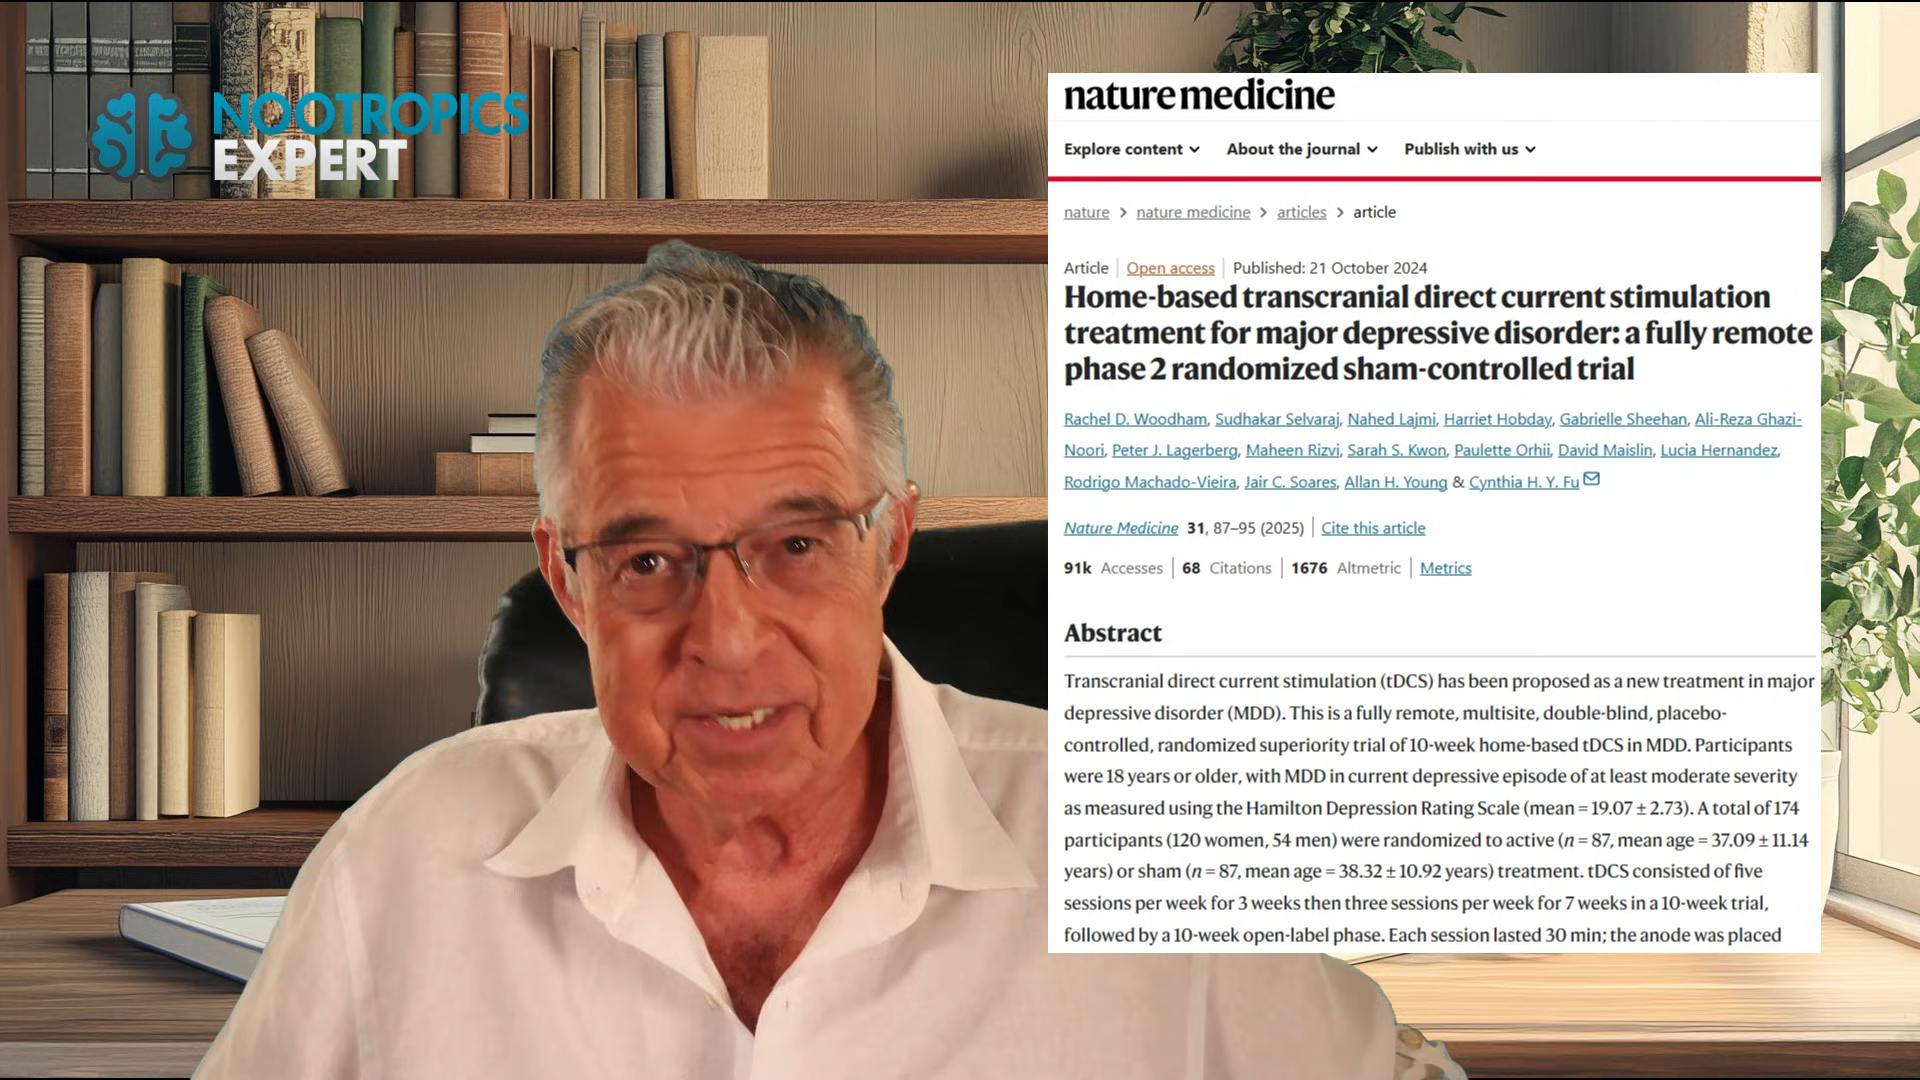 NOOTROPICS
EXPERT
nature medicine
Explore content About the journal Publish with us
nature > nature medicine > articles > article
Article Open access Published: 21 October 2024
Home-based transcranial direct current stimulation
treatment for major depressive disorder: a fully remote
phase 2 randomized sham-controlled trial
Rachel D. Woodham, Sudhakar Selvaraj, Nahed Lajmi, Harriet Hobday, Gabrielle Sheehan, Ali-Reza Ghazi-
Noori, Peter J. Lagerberg, Maheen Rizvi, Sarah S. Kwon, Paulette Orhii, David Maislin, Lucia Hernandez,
Rodrigo Machado-Vieira, Jair C. Soares, Allan H. Young & Cynthia H. Y. Fu
Nature Medicine 31, 87–95 (2025) Cite this article
91k Accesses 68 Citations 1676 Altmetric Metrics
Abstract
Transcranial direct current stimulation (tDCS) has been proposed as a new treatment in major
depressive disorder (MDD). This is a fully remote, multisite, double-blind, placebo-
controlled, randomized superiority trial of 10-week home-based tDCS in MDD. Participants
were 18 years or older, with MDD in current depressive episode of at least moderate severity
as measured using the Hamilton Depression Rating Scale (mean = 19.07 ± 2.73). A total of 174
participants (120 women, 54 men) were randomized to active (n = 87, mean age = 37.09 ± 11.14
years) or sham (n = 87, mean age = 38.32 ± 10.92 years) treatment. tDCS consisted of five
sessions per week for 3 weeks then three sessions per week for 7 weeks in a 10-week trial,
followed by a 10-week open-label phase. Each session lasted 30 min; the anode was placed